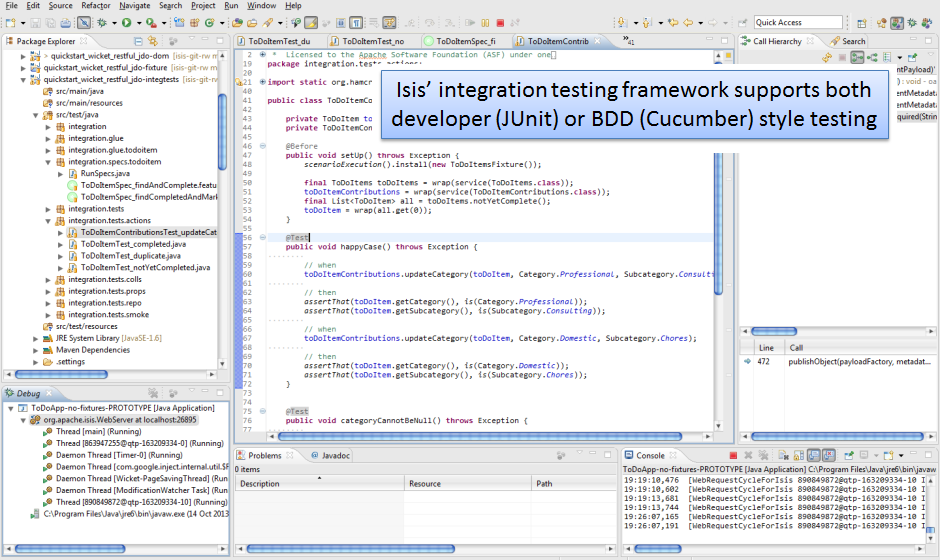 File Edit Source Refactor Navigate Search Project Run Window Help
Quick Access
Package Explorer
> quickstart_wicket_restful_jdo-dom [isis-git-rw m
quickstart_wicket_restful_jdo-fixture [isis-git-rw m
quickstart_wicket_restful_jdo-integtests [isis-git-rw
src/main/java
src/main/resources
src/test/java
integration
integration.glue
integration.glue.todoitem
integration.specs.todoitem
RunSpecs.java
ToDoItemSpec_findAndComplete.featu
ToDoItemSpec_findCompletedAndMark
integration.tests
integration.tests.actions
ToDoItemContributionsTest_updateCat
ToDoItemTest_completed.java
ToDoItemTest_duplicate.java
ToDoItemTest_notYetCompleted.java
integration.tests.colls
integration.tests.props
integration.tests.repo
integration.tests.smoke
src/test/resources
JRE System Library [JavaSE-1.6]
Maven Dependencies
.settings
Debug
ToDoApp-no-fixtures-PROTOTYPE [Java Application]
org.apache.isis.WebServer at localhost:26895
Thread [main] (Running)
Thread [863947255@qtp-163209334-0] (Running)
Daemon Thread [Timer-0] (Running)
Daemon Thread [com.google.inject.internal.util.$F
Daemon Thread [Wicket-PageSavingThread] (Run
Daemon Thread [ModificationWatcher Task] (Run
Thread [890849872@qtp-163209334-10] (Running)
C:\Program Files\Java\jre6\bin\javaw.exe (14 Oct 2013
ToDoItemTest_du ToDoItemTest_no ToDoItemSpec_fi ToDoItemContrib »41
2 * Licensed to the Apache Software Foundation (ASF) under one
19 package integration.tests.actions;
20
21 import static org.hamcr
40
41 public class ToDoItemCo
42
43 private ToDoItem to
44 private ToDoItemCon
45
46 @Before
47 public void setUp() throws Exception {
48 scenarioExecution().install(new ToDoItemsFixture());
49
50 final ToDoItems toDoItems = wrap(service(ToDoItems.class));
51 toDoItemContributions = wrap(service(ToDoItemContributions.class));
52 final List<ToDoItem> all = toDoItems.notYetComplete();
53 toDoItem = wrap(all.get(0));
54 }
55
56 @Test
57 public void happyCase() throws Exception {
58
59 // when
60 toDoItemContributions.updateCategory(toDoItem, Category.Professional, Subcategory.Consulti
61
62 // then
63 assertThat(toDoItem.getCategory(), is(Category.Professional));
64 assertThat(toDoItem.getSubcategory(), is(Subcategory.Consulting));
65
66 // when
67 toDoItemContributions.updateCategory(toDoItem, Category.Domestic, Subcategory.Chores);
68
69 // then
70 assertThat(toDoItem.getCategory(), is(Category.Domestic));
71 assertThat(toDoItem.getSubcategory(), is(Subcategory.Chores));
72 }
73
74
75 @Test
76 public void categoryCannotBeNull() throws Exception {
77
Isis' integration testing framework supports both
developer (JUnit) or BDD (Cucumber) style testing
Call Hierarchy Search
entPayload)'
) : void - oa
entMetadata
entMetadata
quired(Strin
Line Call
472 publishObject(payloadFactory, metadat...
Problems Javadoc
0 items
Description Resource Path
Console
ToDoApp-no-fixtures-PROTOTYPE [Java Application] C:\Program Files\Java\jre6\bin\javaw
19:19:10,476 [WebRequestCycleForIsis 890849872@qtp-163209334-10 I
19:19:10,602 [WebRequestCycleForIsis 890849872@qtp-163209334-10 I
19:19:13,681 [WebRequestCycleForIsis 890849872@qtp-163209334-10 I
19:19:13,744 [WebRequestCycleForIsis 890849872@qtp-163209334-10 I
19:26:07,165 [WebRequestCycleForIsis 890849872@qtp-163209334-10 I
19:26:07,191 [WebRequestCycleForIsis 890849872@qtp-163209334-10 I